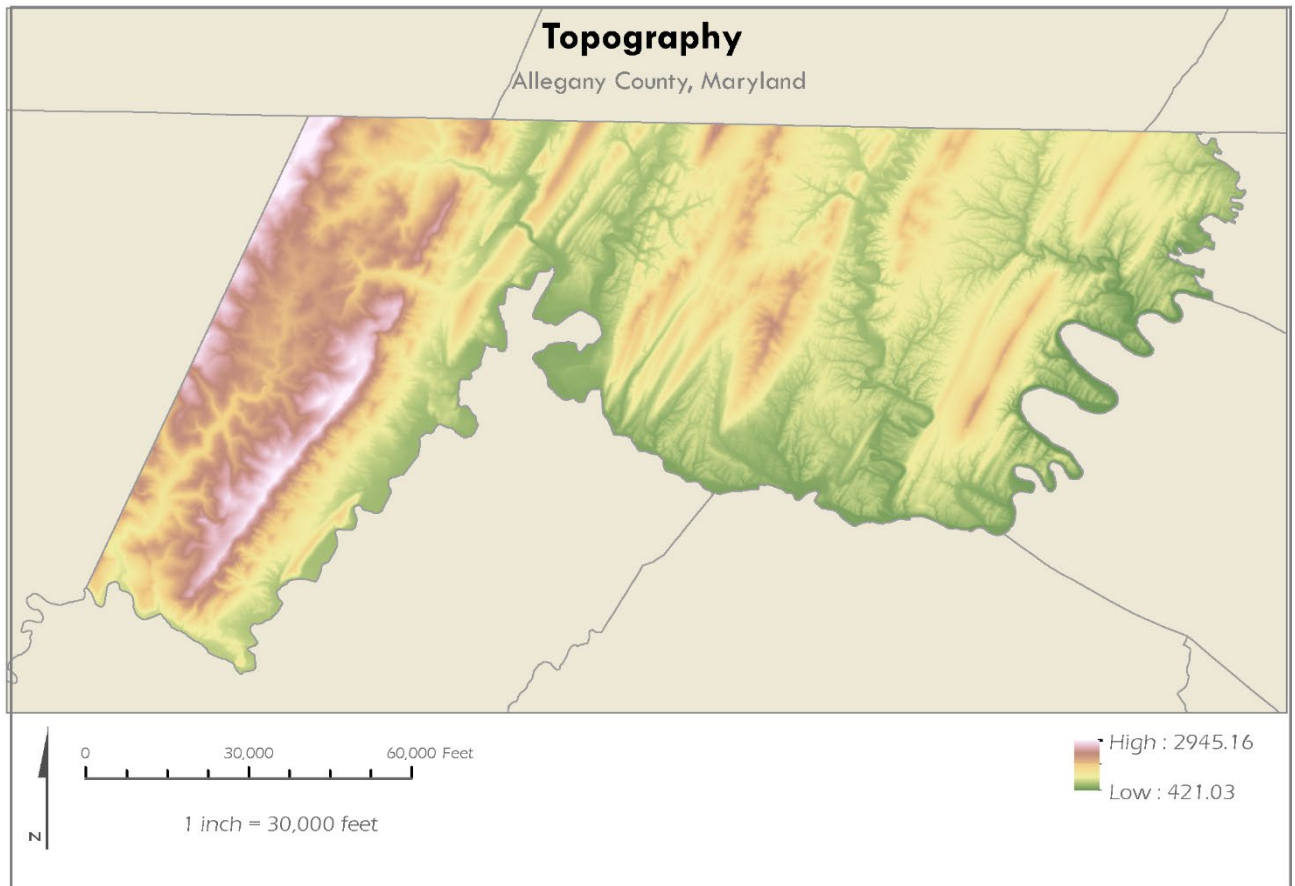 Topography
Allegany County, Maryland
0 30,000 60,000 Feet
1 inch = 30,000 feet
N
High : 2945.16
Low : 421.03